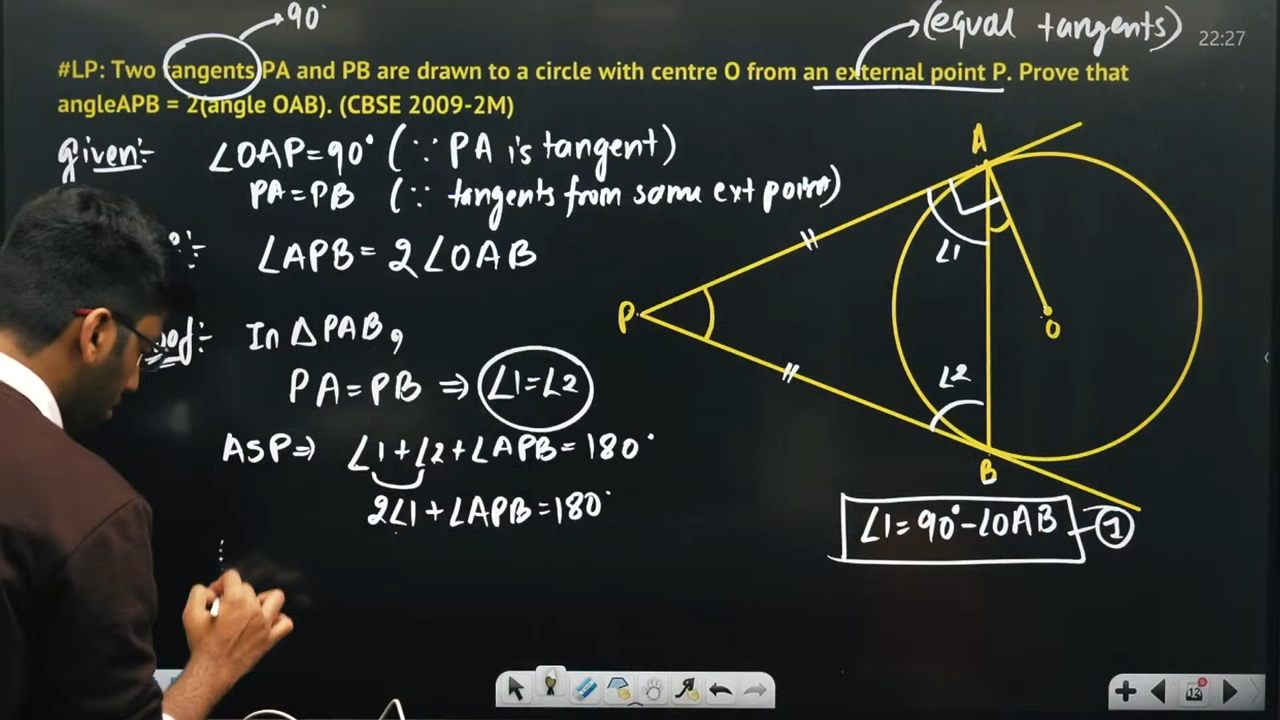 90°
(equal tangents)
22:27
#LP: Two tangents PA and PB are drawn to a circle with centre O from an external point P. Prove that
angleAPB = 2(angle OAB). (CBSE 2009-2M)
given:- ∠OAP=90° (∵ PA is tangent)
PA=PB (∵ tangents from same ext point)
∠APB= 2∠OAB
In △PAB,
PA=PB ⇒ ∠1=∠2
ASP⇒ ∠1+∠2+∠APB=180°
2∠1+∠APB=180°
∴
A
∠1
P
O
∠2
B
∠1=90°-∠OAB - 1
12